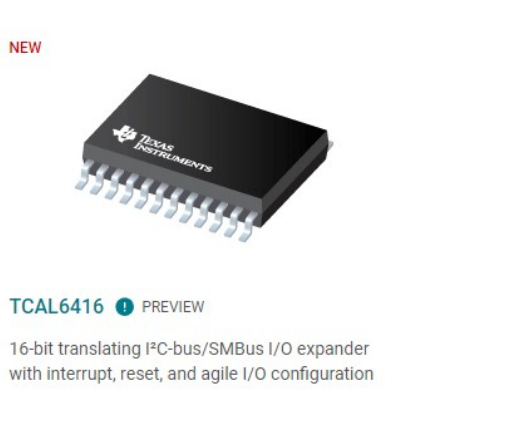 NEW
TEXAS
INSTRUMENTS
TCAL6416 ! PREVIEW
16-bit translating I²C-bus/SMBus I/O expander
with interrupt, reset, and agile I/O configuration